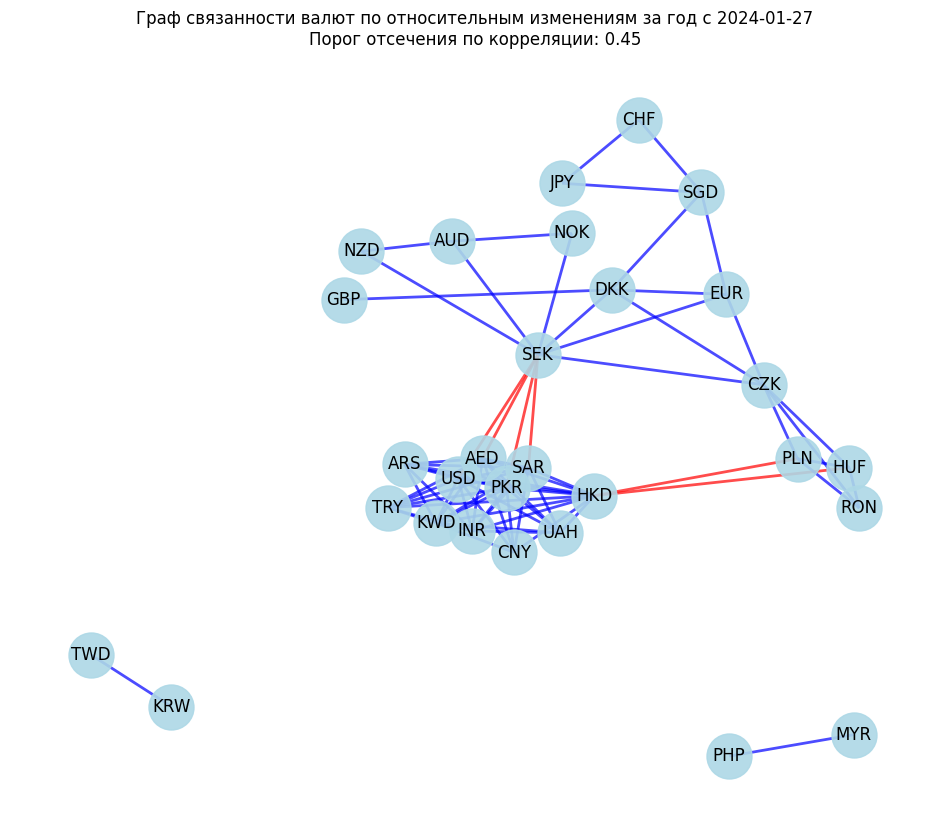 Граф связанности валют по относительным изменениям за год с 2024-01-27
Порог отсечения по корреляции: 0.45
CHF
JPY
SGD
NOK
AUD
NZD
DKK
EUR
GBP
SEK
CZK
AED
PLN
ARS
SAR
HUF
USD
PKR
HKD
TRY
RON
KWD
INR
UAH
CNY
TWD
KRW
MYR
PHP